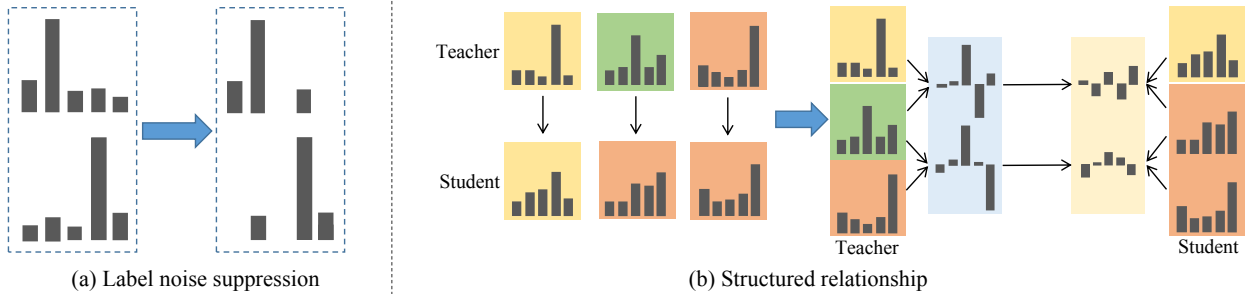 Teacher
Student
Teacher
Student
(a) Label noise suppression
(b) Structured relationship